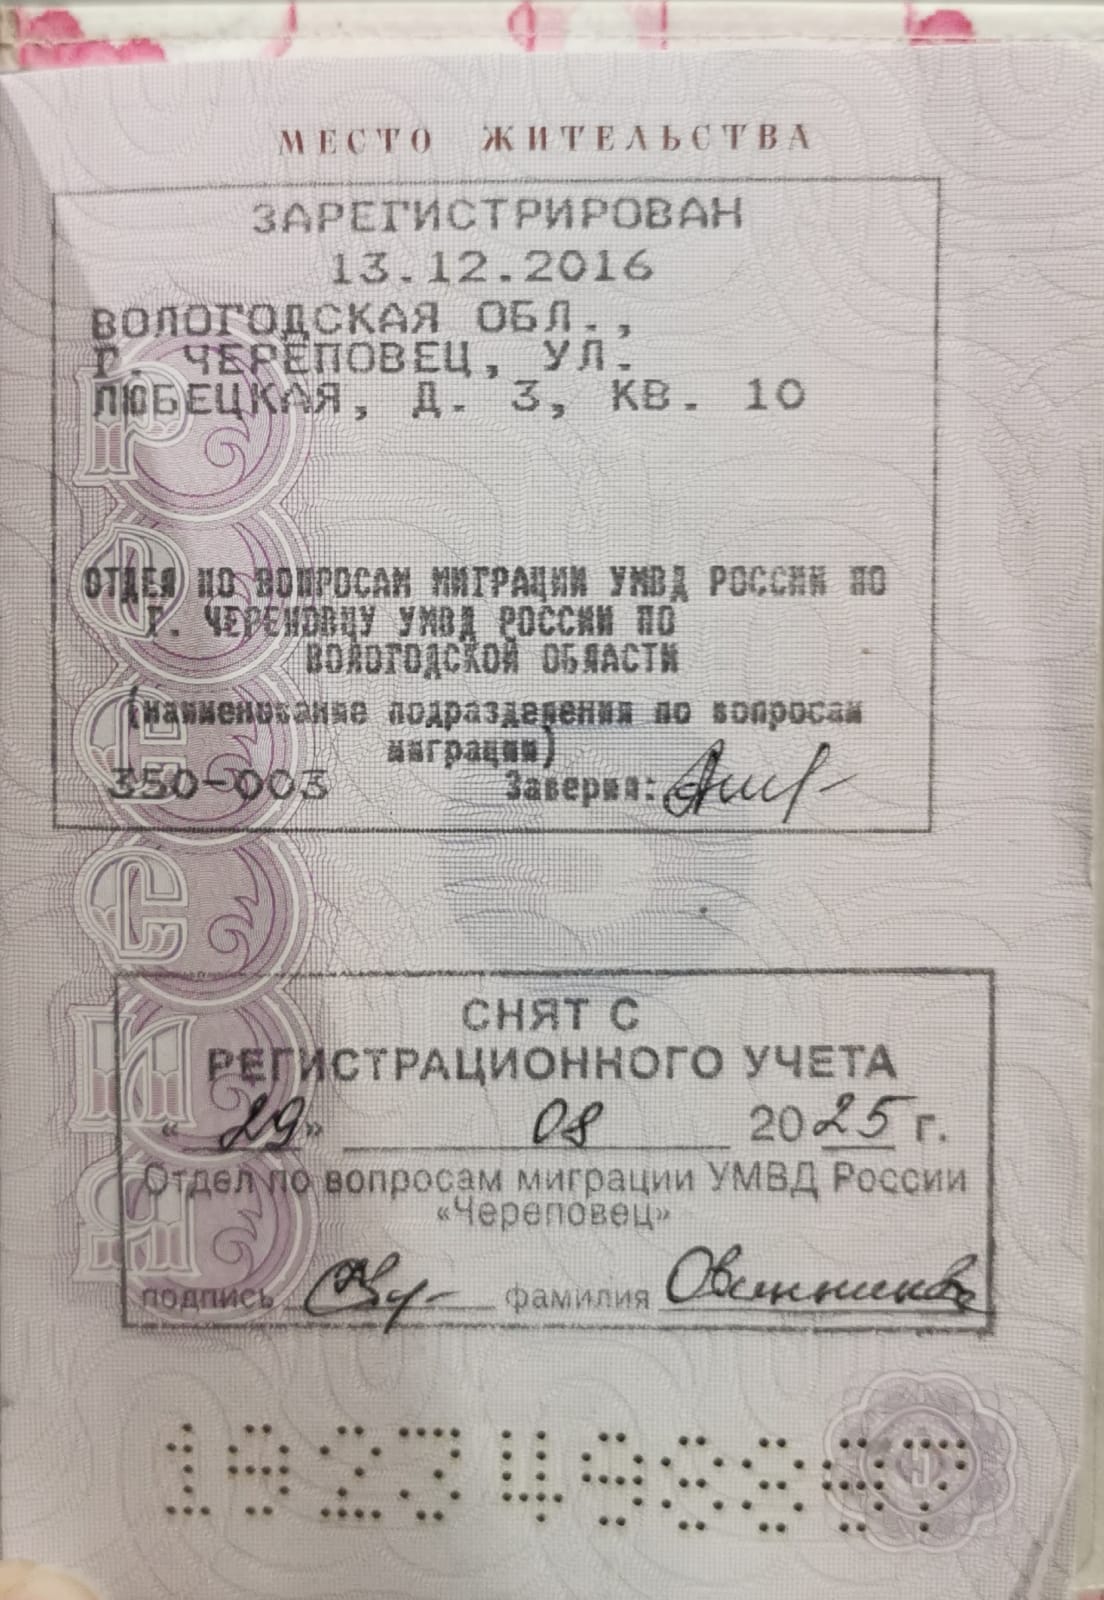 МЕСТО ЖИТЕЛЬСТВА
ЗАРЕГИСТРИРОВАН
13.12.2016
ВОЛОГОДСКАЯ ОБЛ.,
Г. ЧЕРЕПОВЕЦ, УЛ.
ЛЮБЕЦКАЯ, Д. 3, КВ. 10
ОТДЕЛ ПО ВОПРОСАМ МИГРАЦИИ УМВД РОССИИ ПО
Г. ЧЕРЕПОВЦУ УМВД РОССИИ ПО
ВОЛОГОДСКОЙ ОБЛАСТИ
(наименование подразделения по вопросам
миграции)
350-003 Заверил:
СНЯТ С
РЕГИСТРАЦИОННОГО УЧЕТА
«29» 08 2025 г.
Отдел по вопросам миграции УМВД России
«Череповец»
подпись фамилия Овчинникова
РОССИЯ